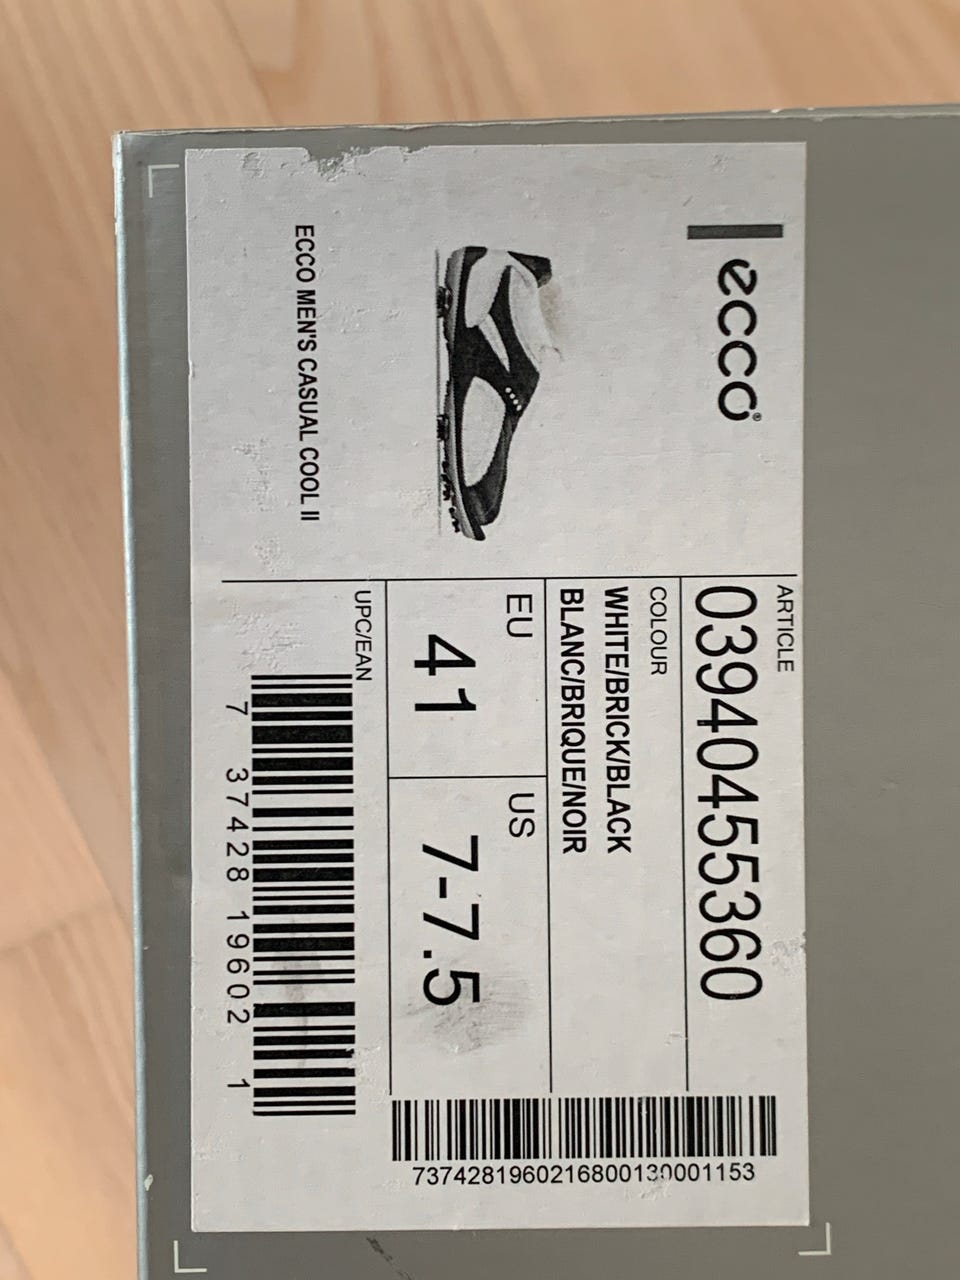 ecco®
ECCO MEN'S CASUAL COOL II
ARTICLE
03940455360
COLOUR
WHITE/BRICK/BLACK
BLANC/BRIQUE/NOIR
EU
41
US
7-7.5
UPC/EAN
7 37428 19602 1
7374281960216800130001153